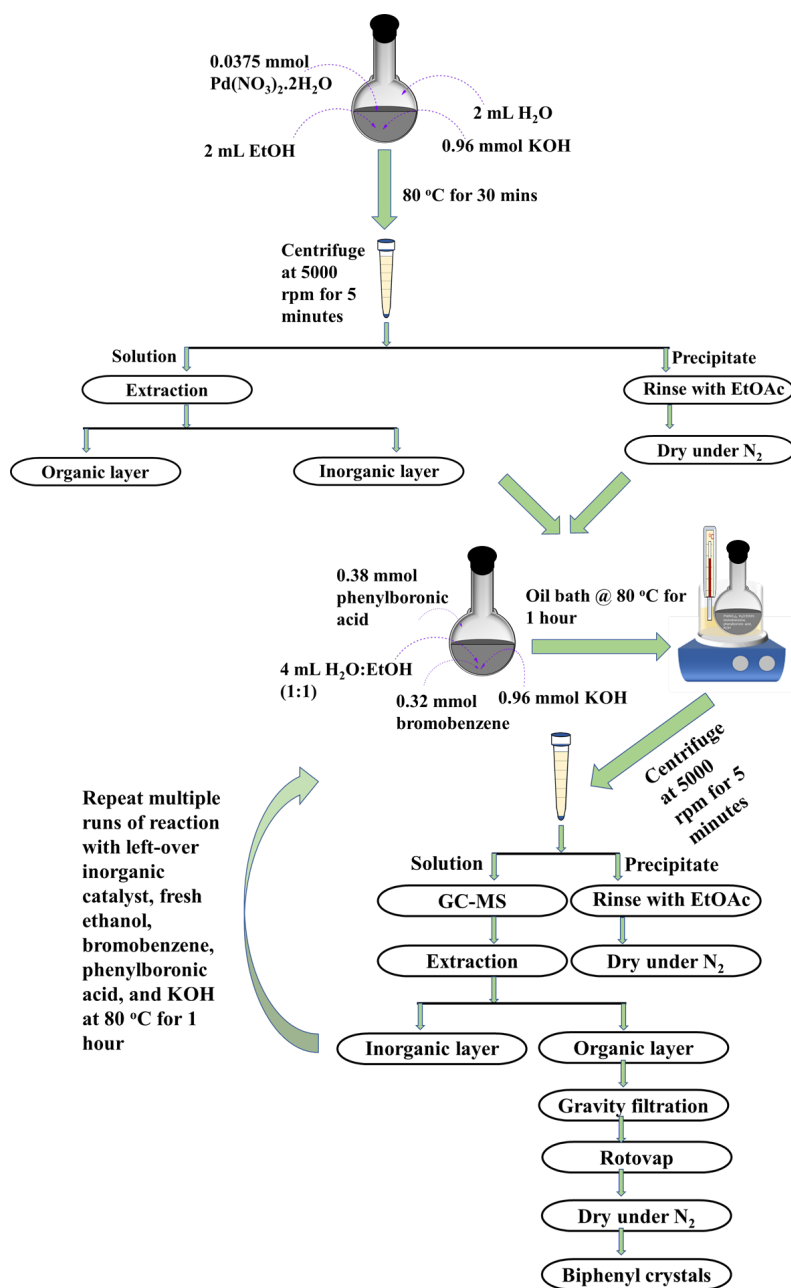 0.0375 mmol
Pd(NO3)2.2H2O
2 mL H2O
2 mL EtOH
0.96 mmol KOH
80 oC for 30 mins
Centrifuge
at 5000
rpm for 5
minutes
Solution
Precipitate
Extraction
Rinse with EtOAc
Organic layer
Inorganic layer
Dry under N2
0.38 mmol
phenylboronic
acid
Oil bath @ 80 oC for
1 hour
4 mL H2O:EtOH
(1:1)
0.32 mmol
bromobenzene
0.96 mmol KOH
Centrifuge
at 5000
rpm for 5
minutes
Repeat multiple
runs of reaction
with left-over
inorganic
catalyst, fresh
ethanol,
bromobenzene,
phenylboronic
acid, and KOH
at 80 oC for 1
hour
Solution
Precipitate
GC-MS
Rinse with EtOAc
Extraction
Dry under N2
Inorganic layer
Organic layer
Gravity filtration
Rotovap
Dry under N2
Biphenyl crystals